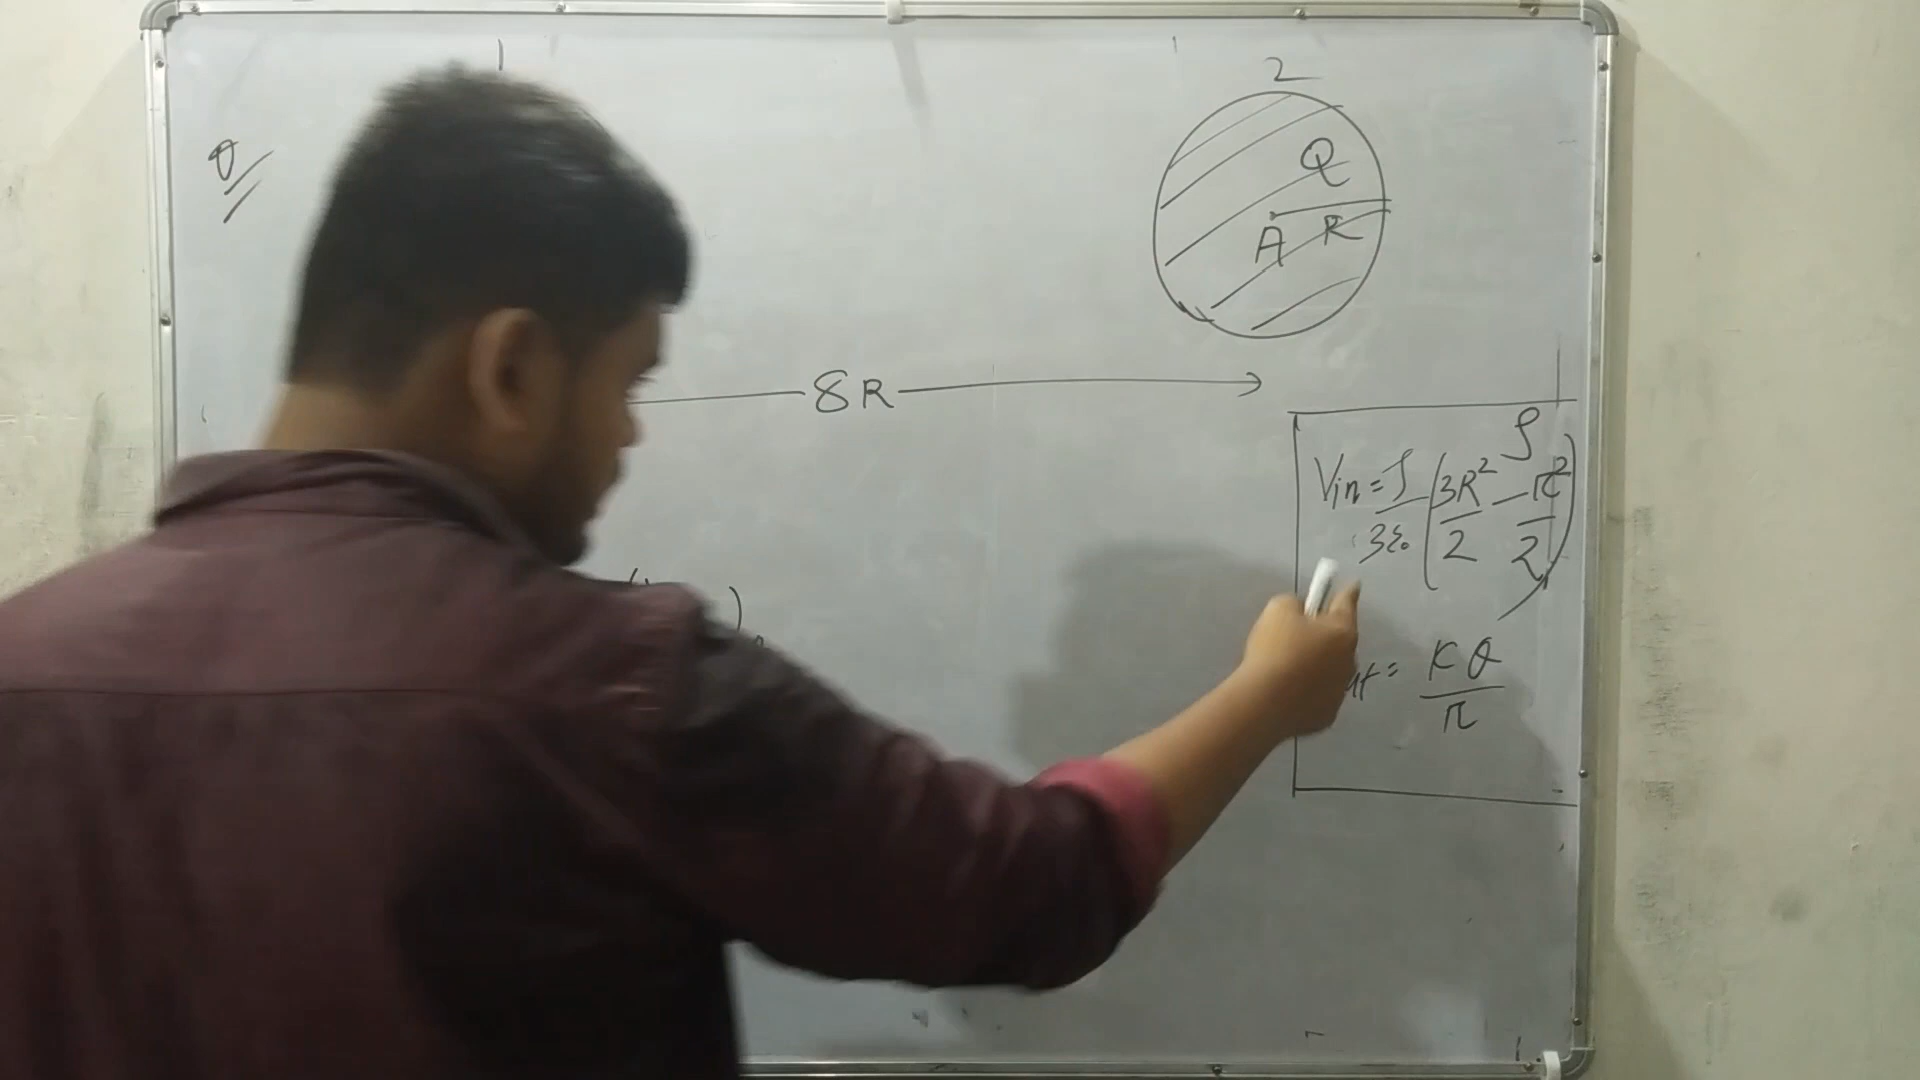 Q
2
Q
A R
8R
ρ
Vin = ρ/3ε₀ (3R²/2 - r²/2)
)
= KQ/r